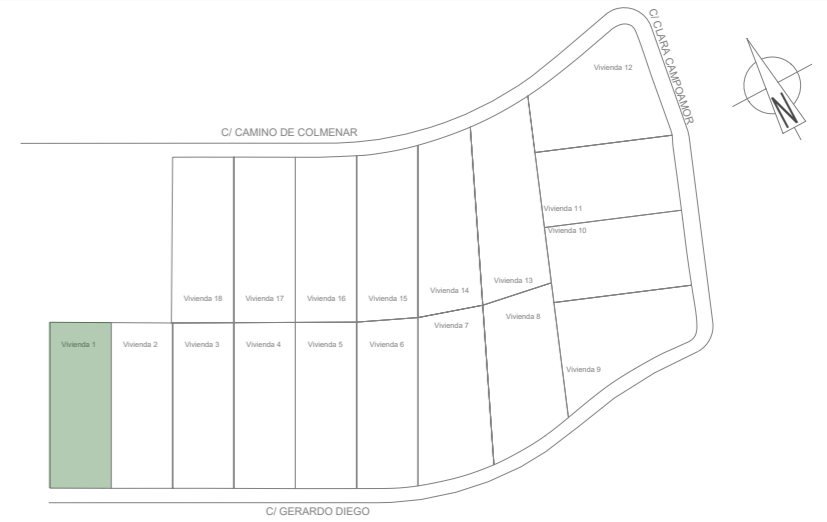 C/ CLARA CAMPOAMOR
Vivienda 12
N
C/ CAMINO DE COLMENAR
Vivienda 11
Vivienda 10
Vivienda 13
Vivienda 14
Vivienda 18
Vivienda 17
Vivienda 16
Vivienda 15
Vivienda 8
Vivienda 7
Vivienda 1
Vivienda 2
Vivienda 3
Vivienda 4
Vivienda 5
Vivienda 6
Vivienda 9
C/ GERARDO DIEGO